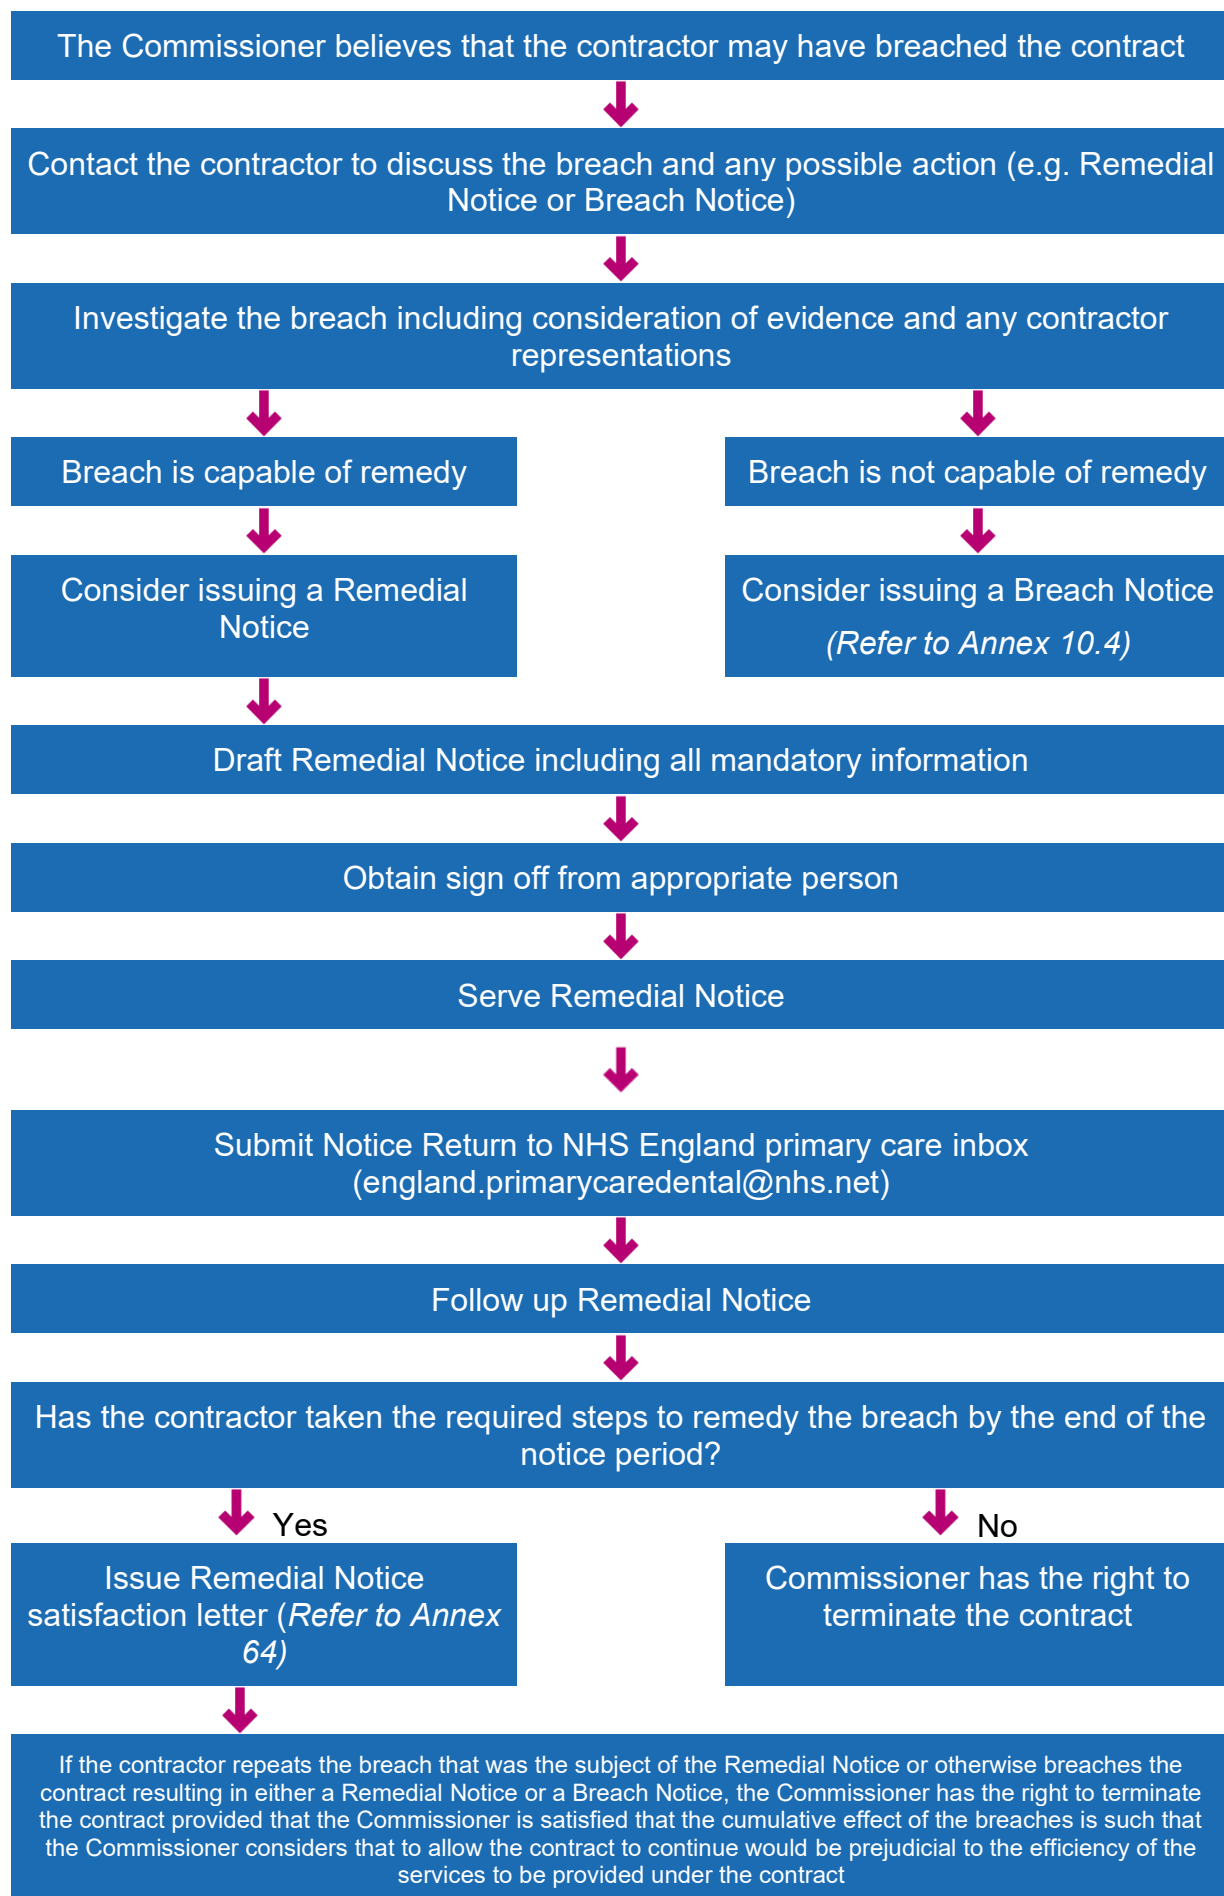 The Commissioner believes that the contractor may have breached the contract
Contact the contractor to discuss the breach and any possible action (e.g. Remedial
Notice or Breach Notice)
Investigate the breach including consideration of evidence and any contractor
representations
Breach is capable of remedy
Breach is not capable of remedy
Consider issuing a Remedial
Notice
Consider issuing a Breach Notice
(Refer to Annex 10.4)
Draft Remedial Notice including all mandatory information
Obtain sign off from appropriate person
Serve Remedial Notice
Submit Notice Return to NHS England primary care inbox
(england.primarycaredental@nhs.net)
Follow up Remedial Notice
Has the contractor taken the required steps to remedy the breach by the end of the
notice period?
Yes
No
Issue Remedial Notice
satisfaction letter (Refer to Annex
64)
Commissioner has the right to
terminate the contract
If the contractor repeats the breach that was the subject of the Remedial Notice or otherwise breaches the
contract resulting in either a Remedial Notice or a Breach Notice, the Commissioner has the right to terminate
the contract provided that the Commissioner is satisfied that the cumulative effect of the breaches is such that
the Commissioner considers that to allow the contract to continue would be prejudicial to the efficiency of the
services to be provided under the contract